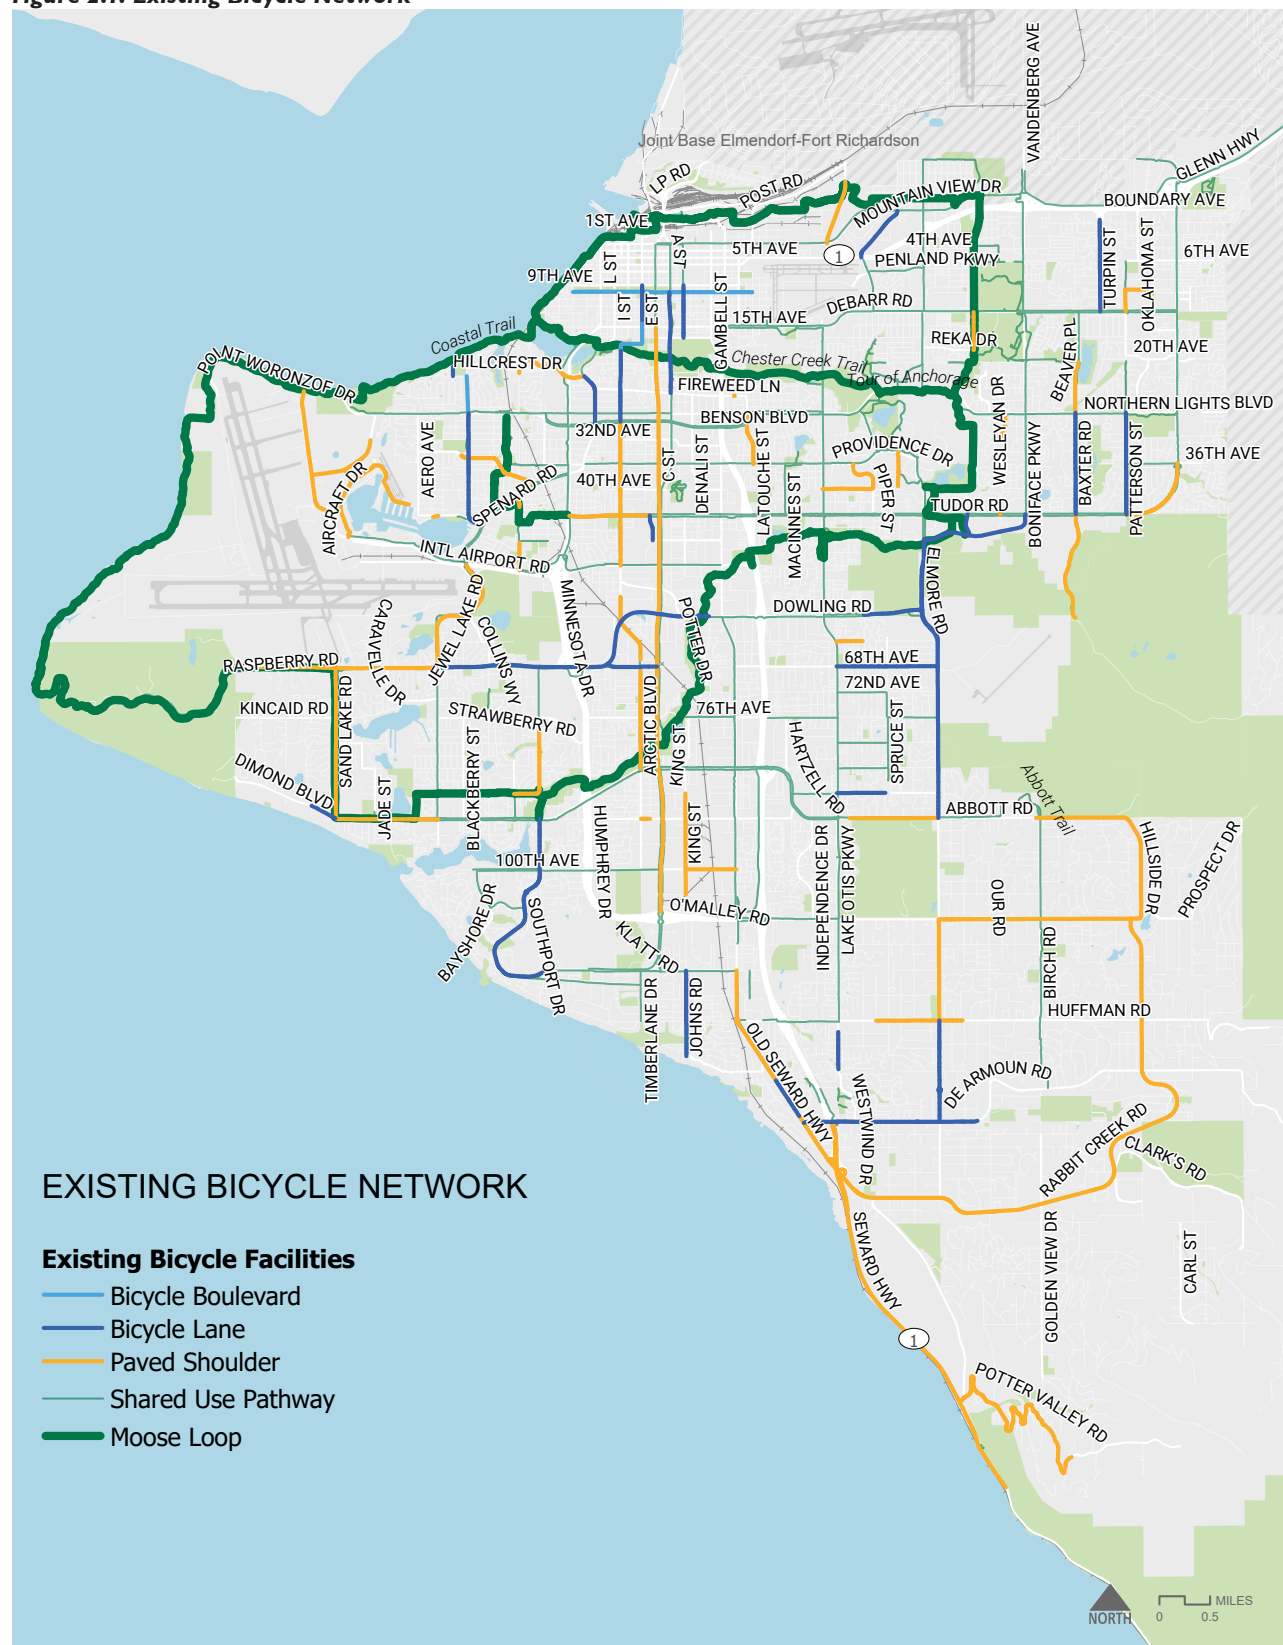 Figure 2.1: Existing Bicycle Network
VANDENBERG AVE
Joint Base Elmendorf-Fort Richardson
GLENN HWY
LP RD
POST RD
MOUNTAIN VIEW DR
BOUNDARY AVE
1ST AVE
A ST
5TH AVE
1
4TH AVE
TURPIN ST
OKLAHOMA ST
6TH AVE
PENLAND PKWY
9TH AVE
L ST
I ST
E ST
GAMBELL ST
DEBARR RD
15TH AVE
Coastal Trail
REKA DR
BEAVER PL
20TH AVE
POINT WORONZOF DR
HILLCREST DR
Chester Creek Trail
Tour of Anchorage
FIREWEED LN
WESLEYAN DR
NORTHERN LIGHTS BLVD
BENSON BLVD
32ND AVE
AERO AVE
C ST
DENALI ST
LATOUCHE ST
PROVIDENCE DR
BONIFACE PKWY
BAXTER RD
PATTERSON ST
36TH AVE
AIRCRAFT DR
SPENARD RD
40TH AVE
MACINNESS ST
PIPER ST
TUDOR RD
INTL AIRPORT RD
ELMORE RD
JEWEL LAKE RD
MINNESOTA DR
POTTER DR
DOWLING RD
CARAVELLE DR
COLLINS WY
RASPBERRY RD
68TH AVE
72ND AVE
KINCAID RD
SAND LAKE RD
STRAWBERRY RD
ARCTIC BLVD
76TH AVE
KING ST
HARTZELL RD
SPRUCE ST
DIMOND BLVD
JADE ST
BLACKBERRY ST
Abbott Trail
ABBOTT RD
HUMPHREY DR
KING ST
INDEPENDENCE DR
LAKE OTIS PKWY
HILLSIDE DR
PROSPECT DR
100TH AVE
BAYSHORE DR
SOUTHPORT DR
O'MALLEY RD
OUR RD
KLATT RD
BIRCH RD
TIMBERLANE DR
JOHNS RD
HUFFMAN RD
OLD SEWARD HWY
WESTWIND DR
DE ARMOUN RD
RABBIT CREEK RD
CLARK'S RD
EXISTING BICYCLE NETWORK
SEWARD HWY
GOLDEN VIEW DR
CARL ST
Existing Bicycle Facilities
Bicycle Boulevard
Bicycle Lane
Paved Shoulder
Shared Use Pathway
Moose Loop
1
POTTER VALLEY RD
NORTH
MILES
0 0.5